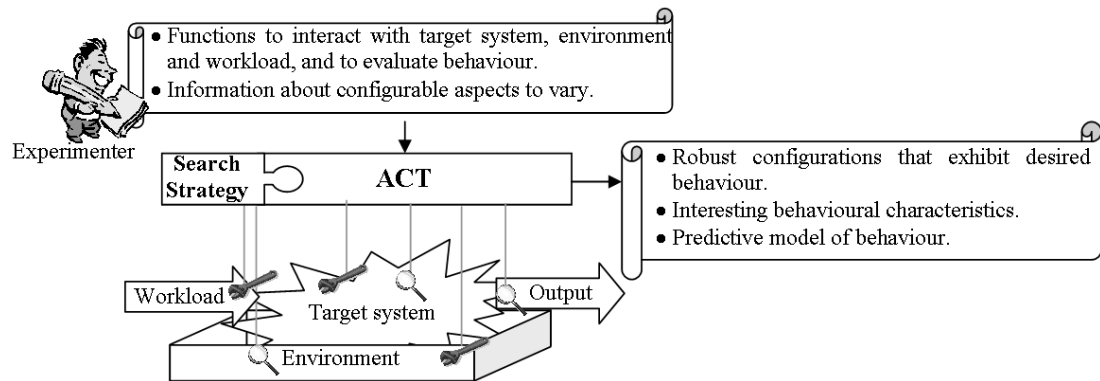 • Functions to interact with target system, environment
and workload, and to evaluate behaviour.
• Information about configurable aspects to vary.
Experimenter
Search
Strategy
ACT
• Robust configurations that exhibit desired
behaviour.
• Interesting behavioural characteristics.
• Predictive model of behaviour.
Workload
Target system
Output
Environment